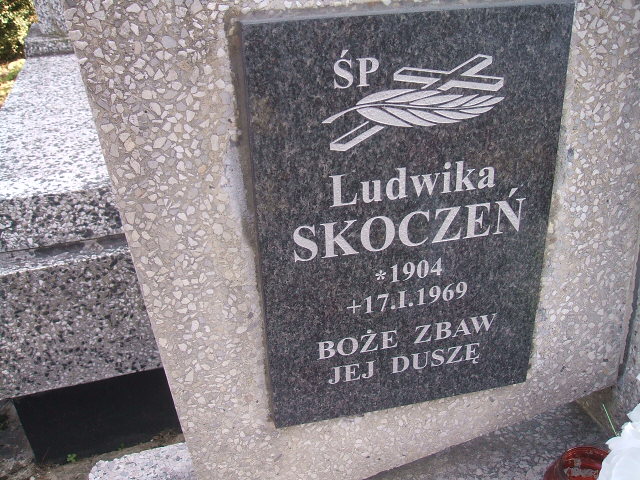 ŚP
Ludwika
SKOCZEŃ
*1904
+17.I.1969
BOŻE ZBAW
JEJ DUSZĘ